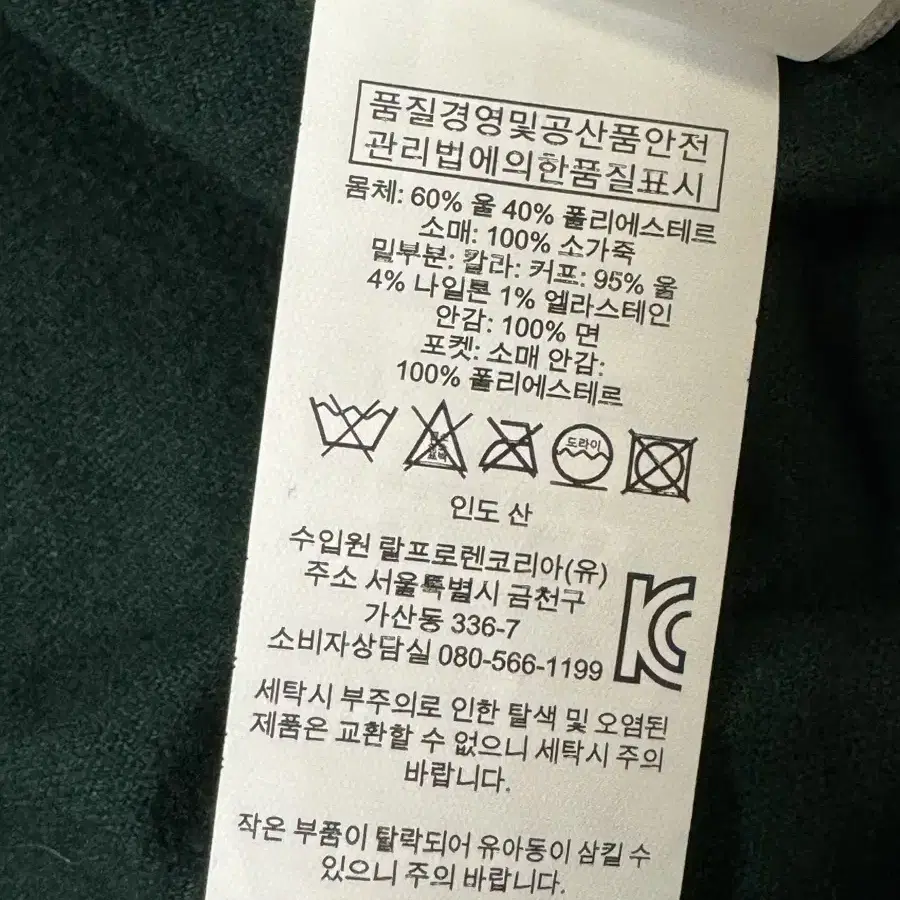 품질경영및공산품안전
관리법에의한품질표시
몸체: 60% 울 40% 폴리에스테르
소매: 100% 소가죽
밑부분: 칼라: 커프: 95% 울
4% 나일론 1% 엘라스테인
안감: 100% 면
포켓: 소매 안감:
100% 폴리에스테르
도라이
인도 산
수입원 랄프로렌코리아(유)
주소 서울특별시 금천구
가산동 336-7
소비자상담실 080-566-1199
세탁시 부주의로 인한 탈색 및 오염된
제품은 교환할 수 없으니 세탁시 주의
바랍니다.
작은 부품이 탈락되어 유아동이 삼킬 수
있으니 주의 바랍니다.